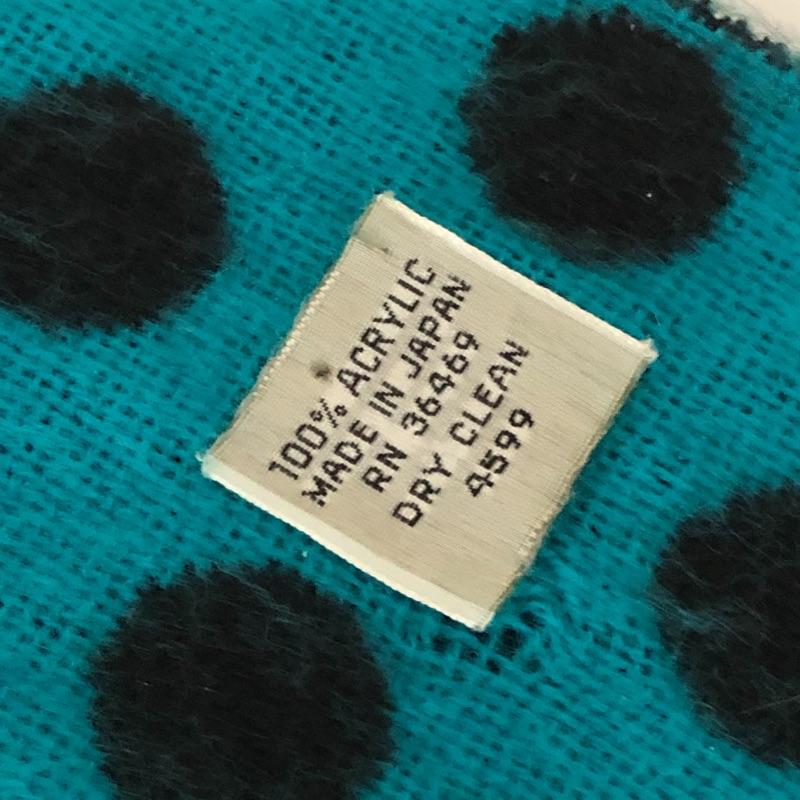 100% ACRYLIC
MADE IN JAPAN
RN 36469
DRY CLEAN
4599